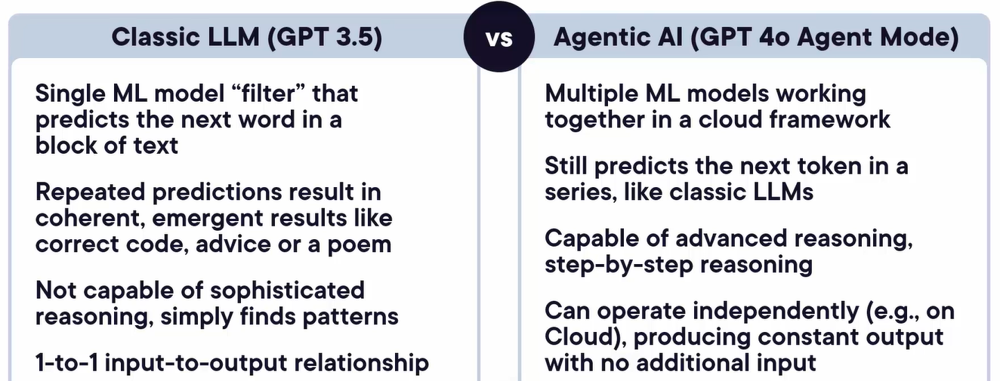 Classic LLM (GPT 3.5)
vs
Agentic AI (GPT 4o Agent Mode)
Single ML model “filter” that
predicts the next word in a
block of text
Repeated predictions result in
coherent, emergent results like
correct code, advice or a poem
Not capable of sophisticated
reasoning, simply finds patterns
1-to-1 input-to-output relationship
Multiple ML models working
together in a cloud framework
Still predicts the next token in a
series, like classic LLMs
Capable of advanced reasoning,
step-by-step reasoning
Can operate independently (e.g., on
Cloud), producing constant output
with no additional input